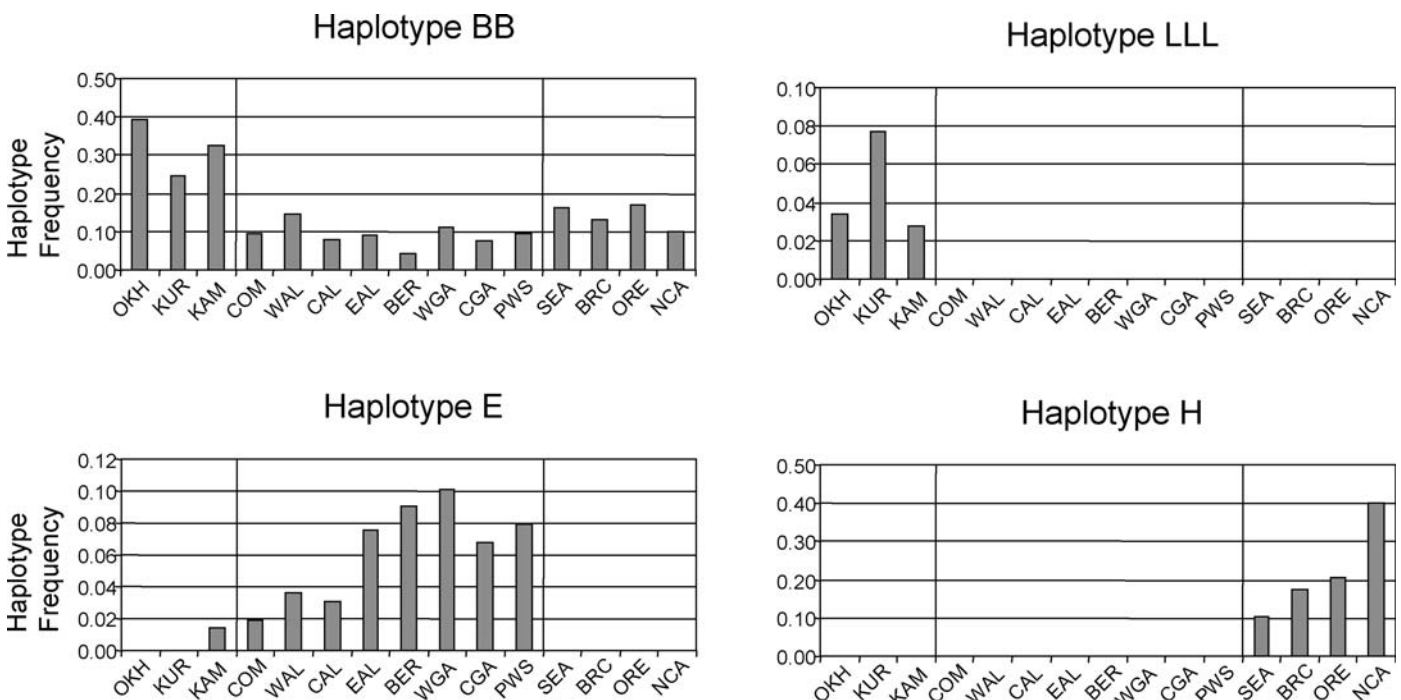 Haplotype BB
Haplotype Frequency
0.50
0.40
0.30
0.20
0.10
0.00
OKH KUR KAM COM WAL CAL EAL BER WGA CGA PWS SEA BRC ORE NCA
Haplotype LLL
0.10
0.08
0.06
0.04
0.02
0.00
OKH KUR KAM COM WAL CAL EAL BER WGA CGA PWS SEA BRC ORE NCA
Haplotype E
Haplotype Frequency
0.12
0.10
0.08
0.06
0.04
0.02
0.00
OKH KUR KAM COM WAL CAL EAL BER WGA CGA PWS SEA BRC ORE NCA
Haplotype H
0.50
0.40
0.30
0.20
0.10
0.00
OKH KUR KAM COM WAL CAL EAL BER WGA CGA PWS SEA BRC ORE NCA